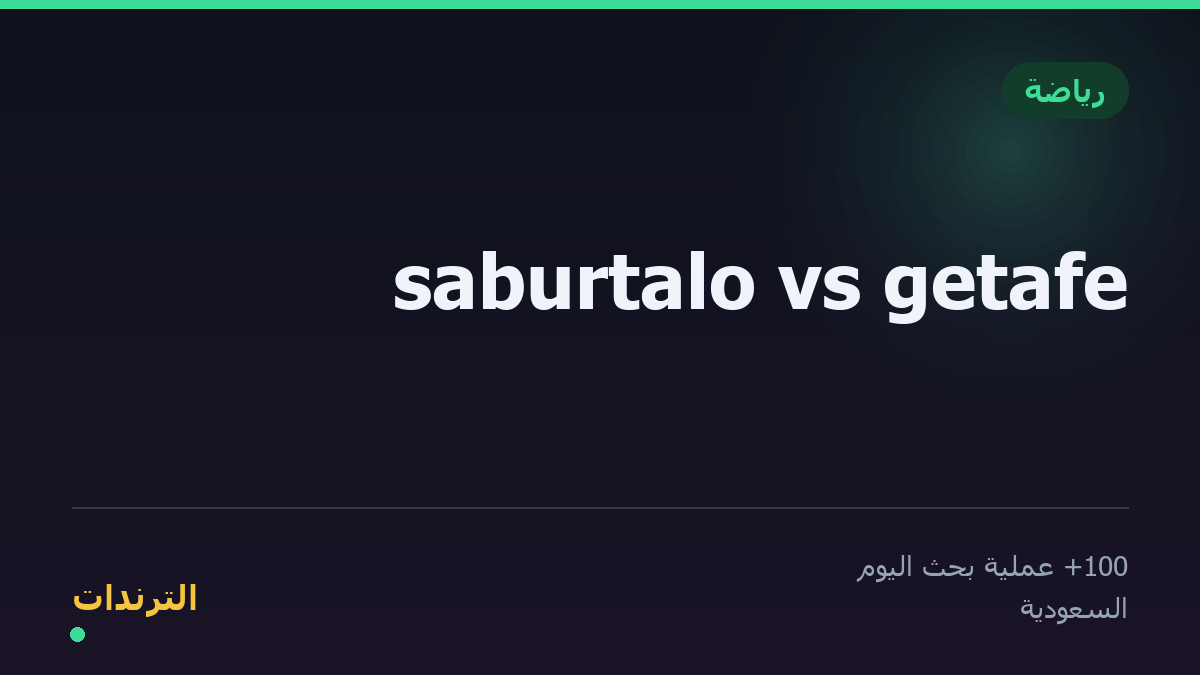 رياضة
saburtalo vs getafe
100+ عملية بحث اليوم
السعودية
الترندات